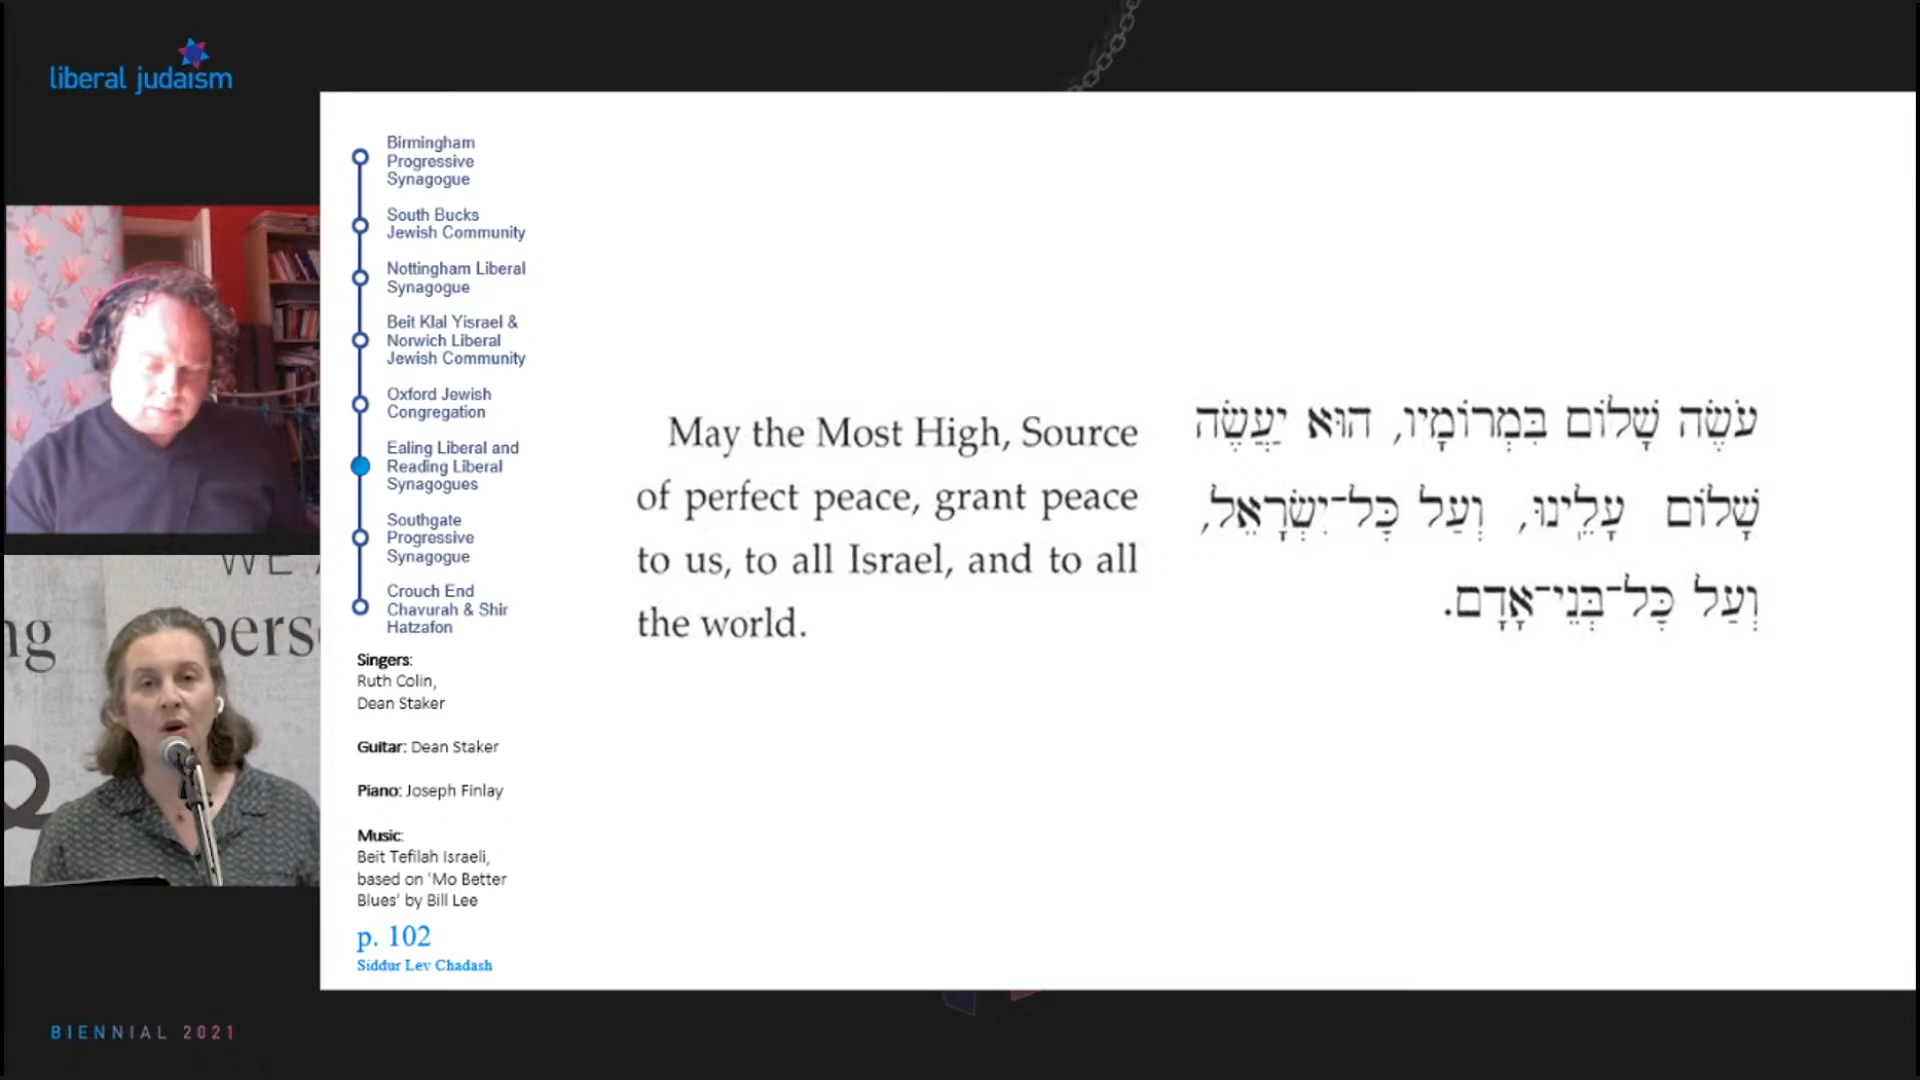 liberal judaism
Birmingham
Progressive
Synagogue
South Bucks
Jewish Community
Nottingham Liberal
Synagogue
Beit Klal Yisrael &
Norwich Liberal
Jewish Community
Oxford Jewish
Congregation
Ealing Liberal and
Reading Liberal
Synagogues
Southgate
Progressive
Synagogue
Crouch End
Chavurah & Shir
Hatzafon
Singers:
Ruth Colin,
Dean Staker
Guitar: Dean Staker
Piano: Joseph Finlay
Music:
Beit Tefilah Israeli,
based on 'Mo Better
Blues' by Bill Lee
p. 102
Siddur Lev Chadash
May the Most High, Source
of perfect peace, grant peace
to us, to all Israel, and to all
the world.
עֹשֶׂה שָׁלוֹם בִּמְרוֹמָיו, הוּא יַעֲשֶׂה
שָׁלוֹם עָלֵֽינוּ, וְעַל כָּל־יִשְׂרָאֵל,
וְעַל כָּל־בְּנֵי־אָדָם.
WE
ng
pers
BIENNIAL 2021